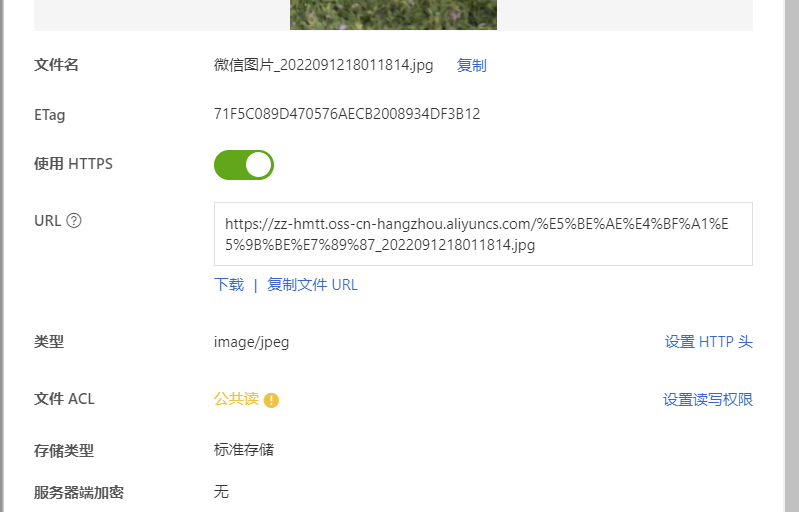 文件名 微信图片_2022091218011814.jpg 复制
ETag 71F5C089D470576AECB2008934DF3B12
使用 HTTPS
URL ? https://zz-hmtt.oss-cn-hangzhou.aliyuncs.com/%E5%BE%AE%E4%BF%A1%E
5%9B%BE%E7%89%87_2022091218011814.jpg
下载 | 复制文件 URL
类型 image/jpeg 设置 HTTP 头
文件 ACL 公共读 ! 设置读写权限
存储类型 标准存储
服务器端加密 无